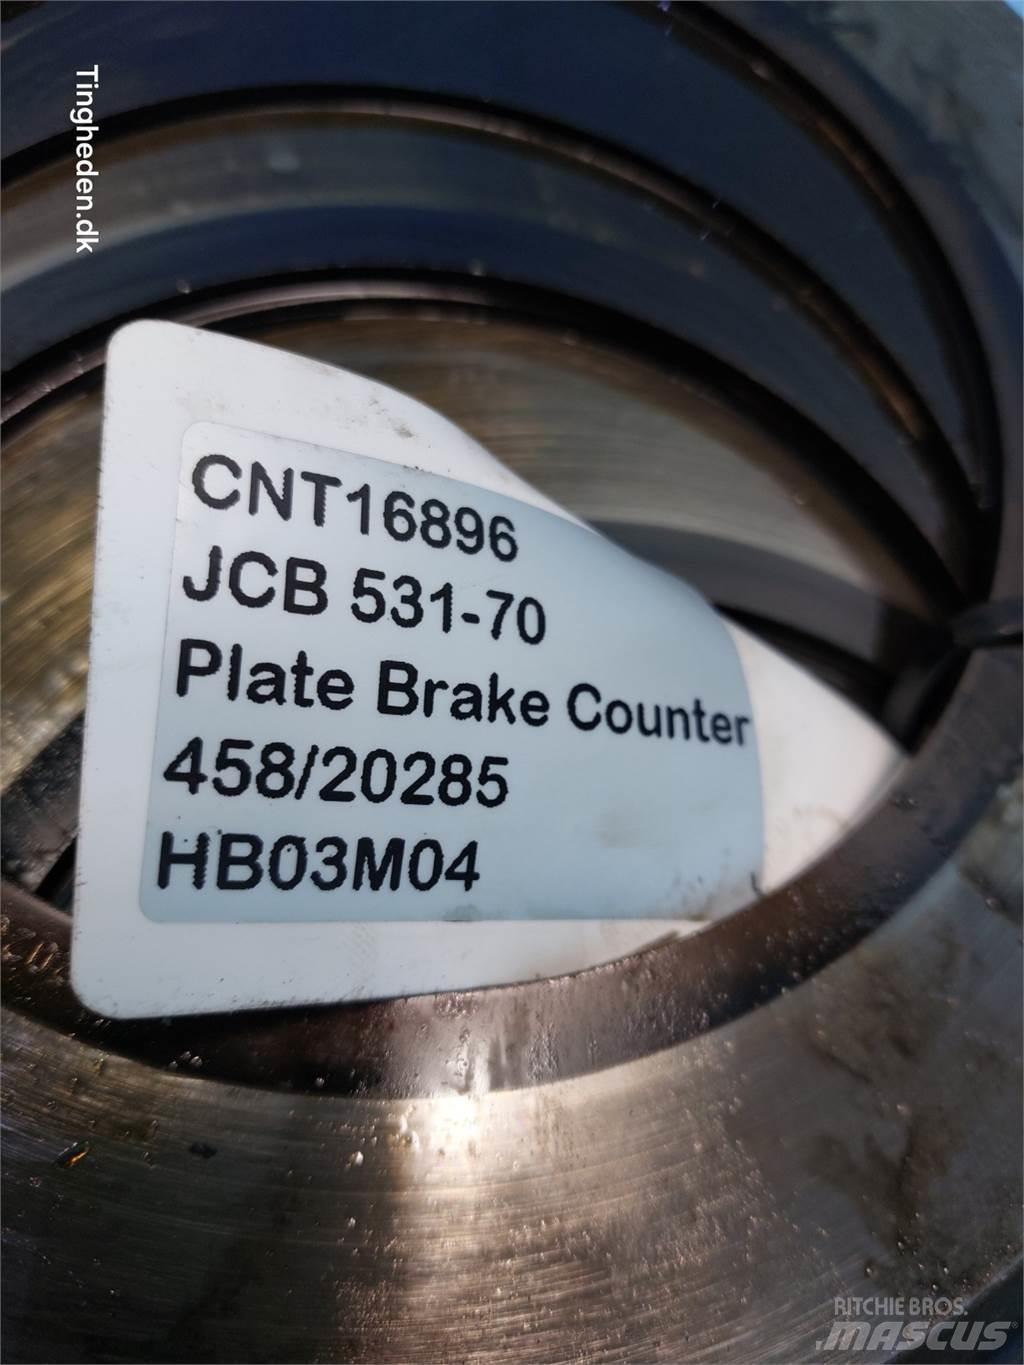 Tingheden.dk
CNT16896
JCB 531-70
Plate Brake Counter
458/20285
HB03M04
RITCHIE BROS.
MASCUS